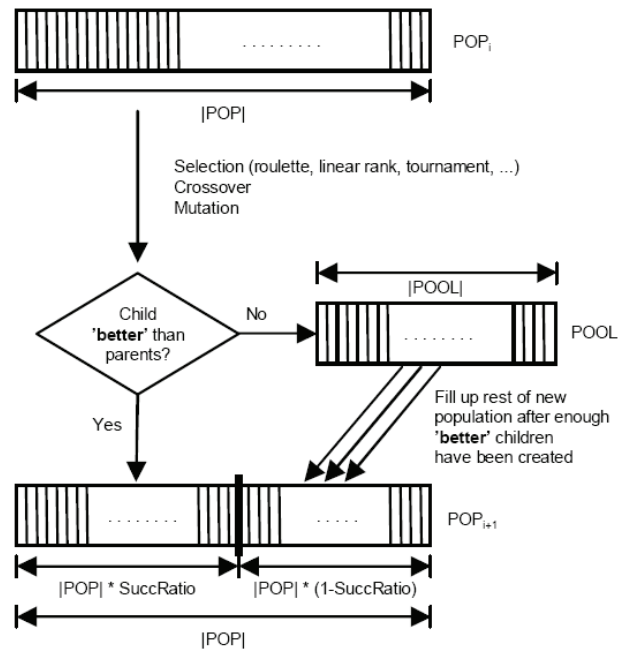 . . . . . . . . .
POPi
|POP|
Selection (roulette, linear rank, tournament, ...)
Crossover
Mutation
|POOL|
Child
'better' than
parents?
No
. . . . . . . .
POOL
Fill up rest of new
population after enough
'better' children
have been created
Yes
. . . . . . . .
. . . . .
POPi+1
|POP| * SuccRatio
|POP| * (1-SuccRatio)
|POP|